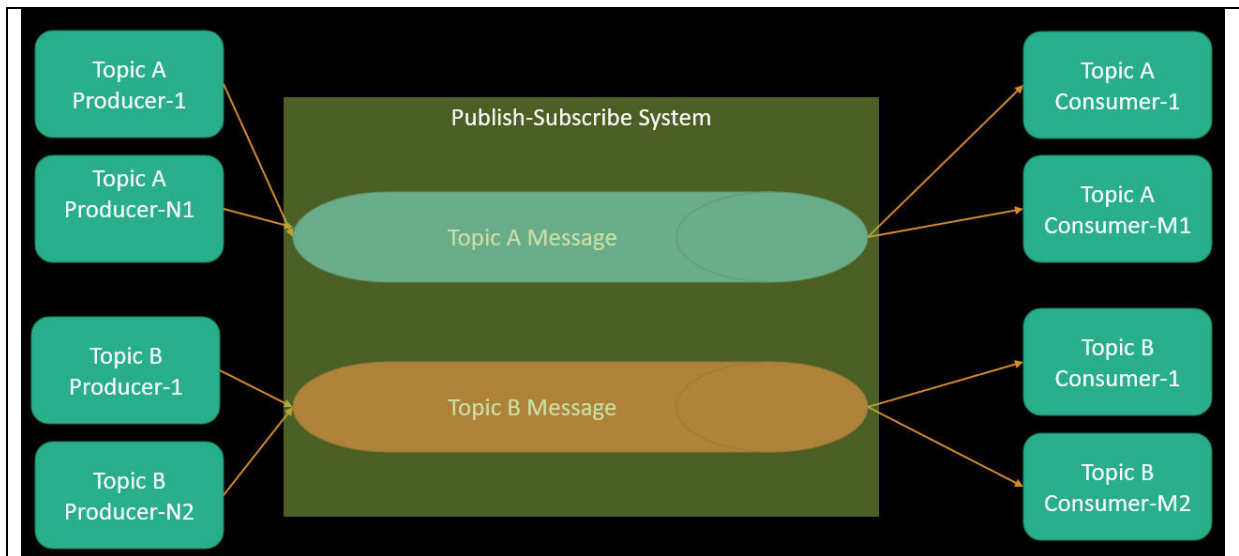 Topic A
Producer-1
Topic A
Producer-N1
Topic B
Producer-1
Topic B
Producer-N2
Publish-Subscribe System
Topic A Message
Topic B Message
Topic A
Consumer-1
Topic A
Consumer-M1
Topic B
Consumer-1
Topic B
Consumer-M2